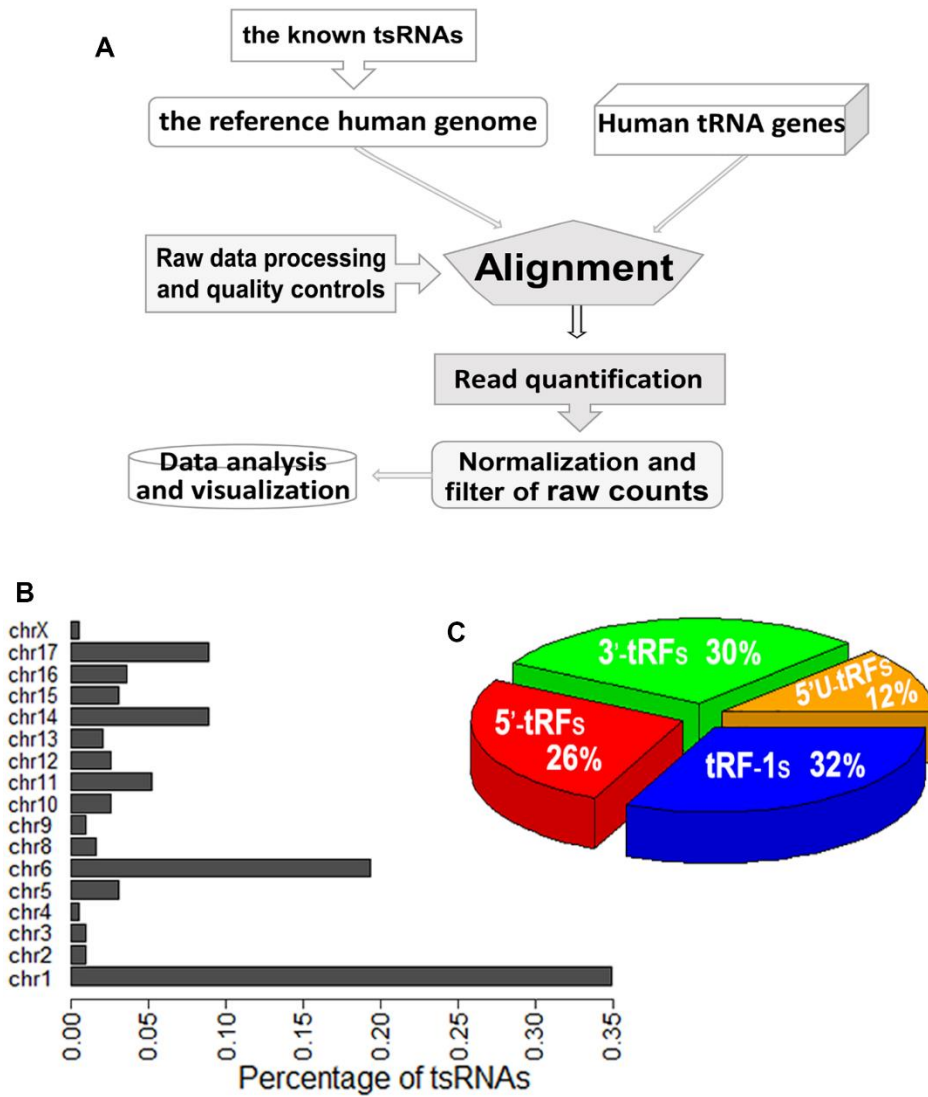 A
the known tsRNAs
the reference human genome
Human tRNA genes
Raw data processing
and quality controls
Alignment
Read quantification
Normalization and
filter of raw counts
Data analysis
and visualization
B
chrX
chr17
chr16
chr15
chr14
chr13
chr12
chr11
chr10
chr9
chr8
chr6
chr5
chr4
chr3
chr2
chr1
0.00
0.05
0.10
0.15
0.20
0.25
0.30
0.35
Percentage of tsRNAs
C
3'-tRFs 30%
5'U-tRFs
12%
5'-tRFs
26%
tRF-1s 32%